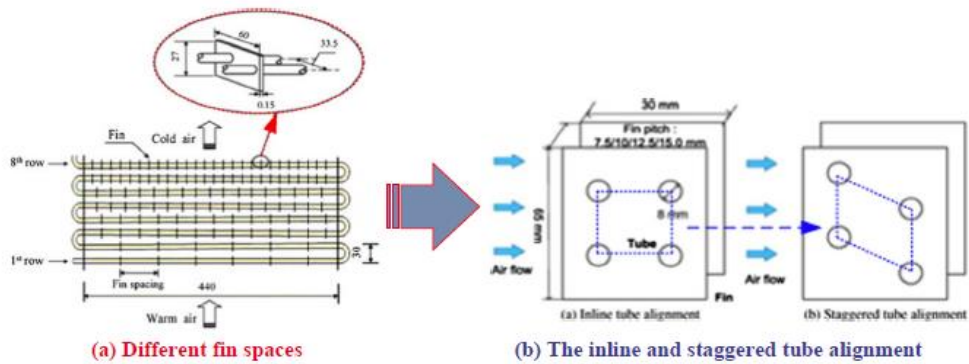 60
33.5
27
0.15
Fin
Cold air
8th row
1st row
30
Fin spacing
440
Warm air
(a) Different fin spaces
30 mm
Fin pitch :
7.5/10/12.5/15.0 mm
65 mm
8 mm
Tube
Air flow
Fin
(a) Inline tube alignment
Air flow
(b) Staggered tube alignment
(b) The inline and staggered tube alignment